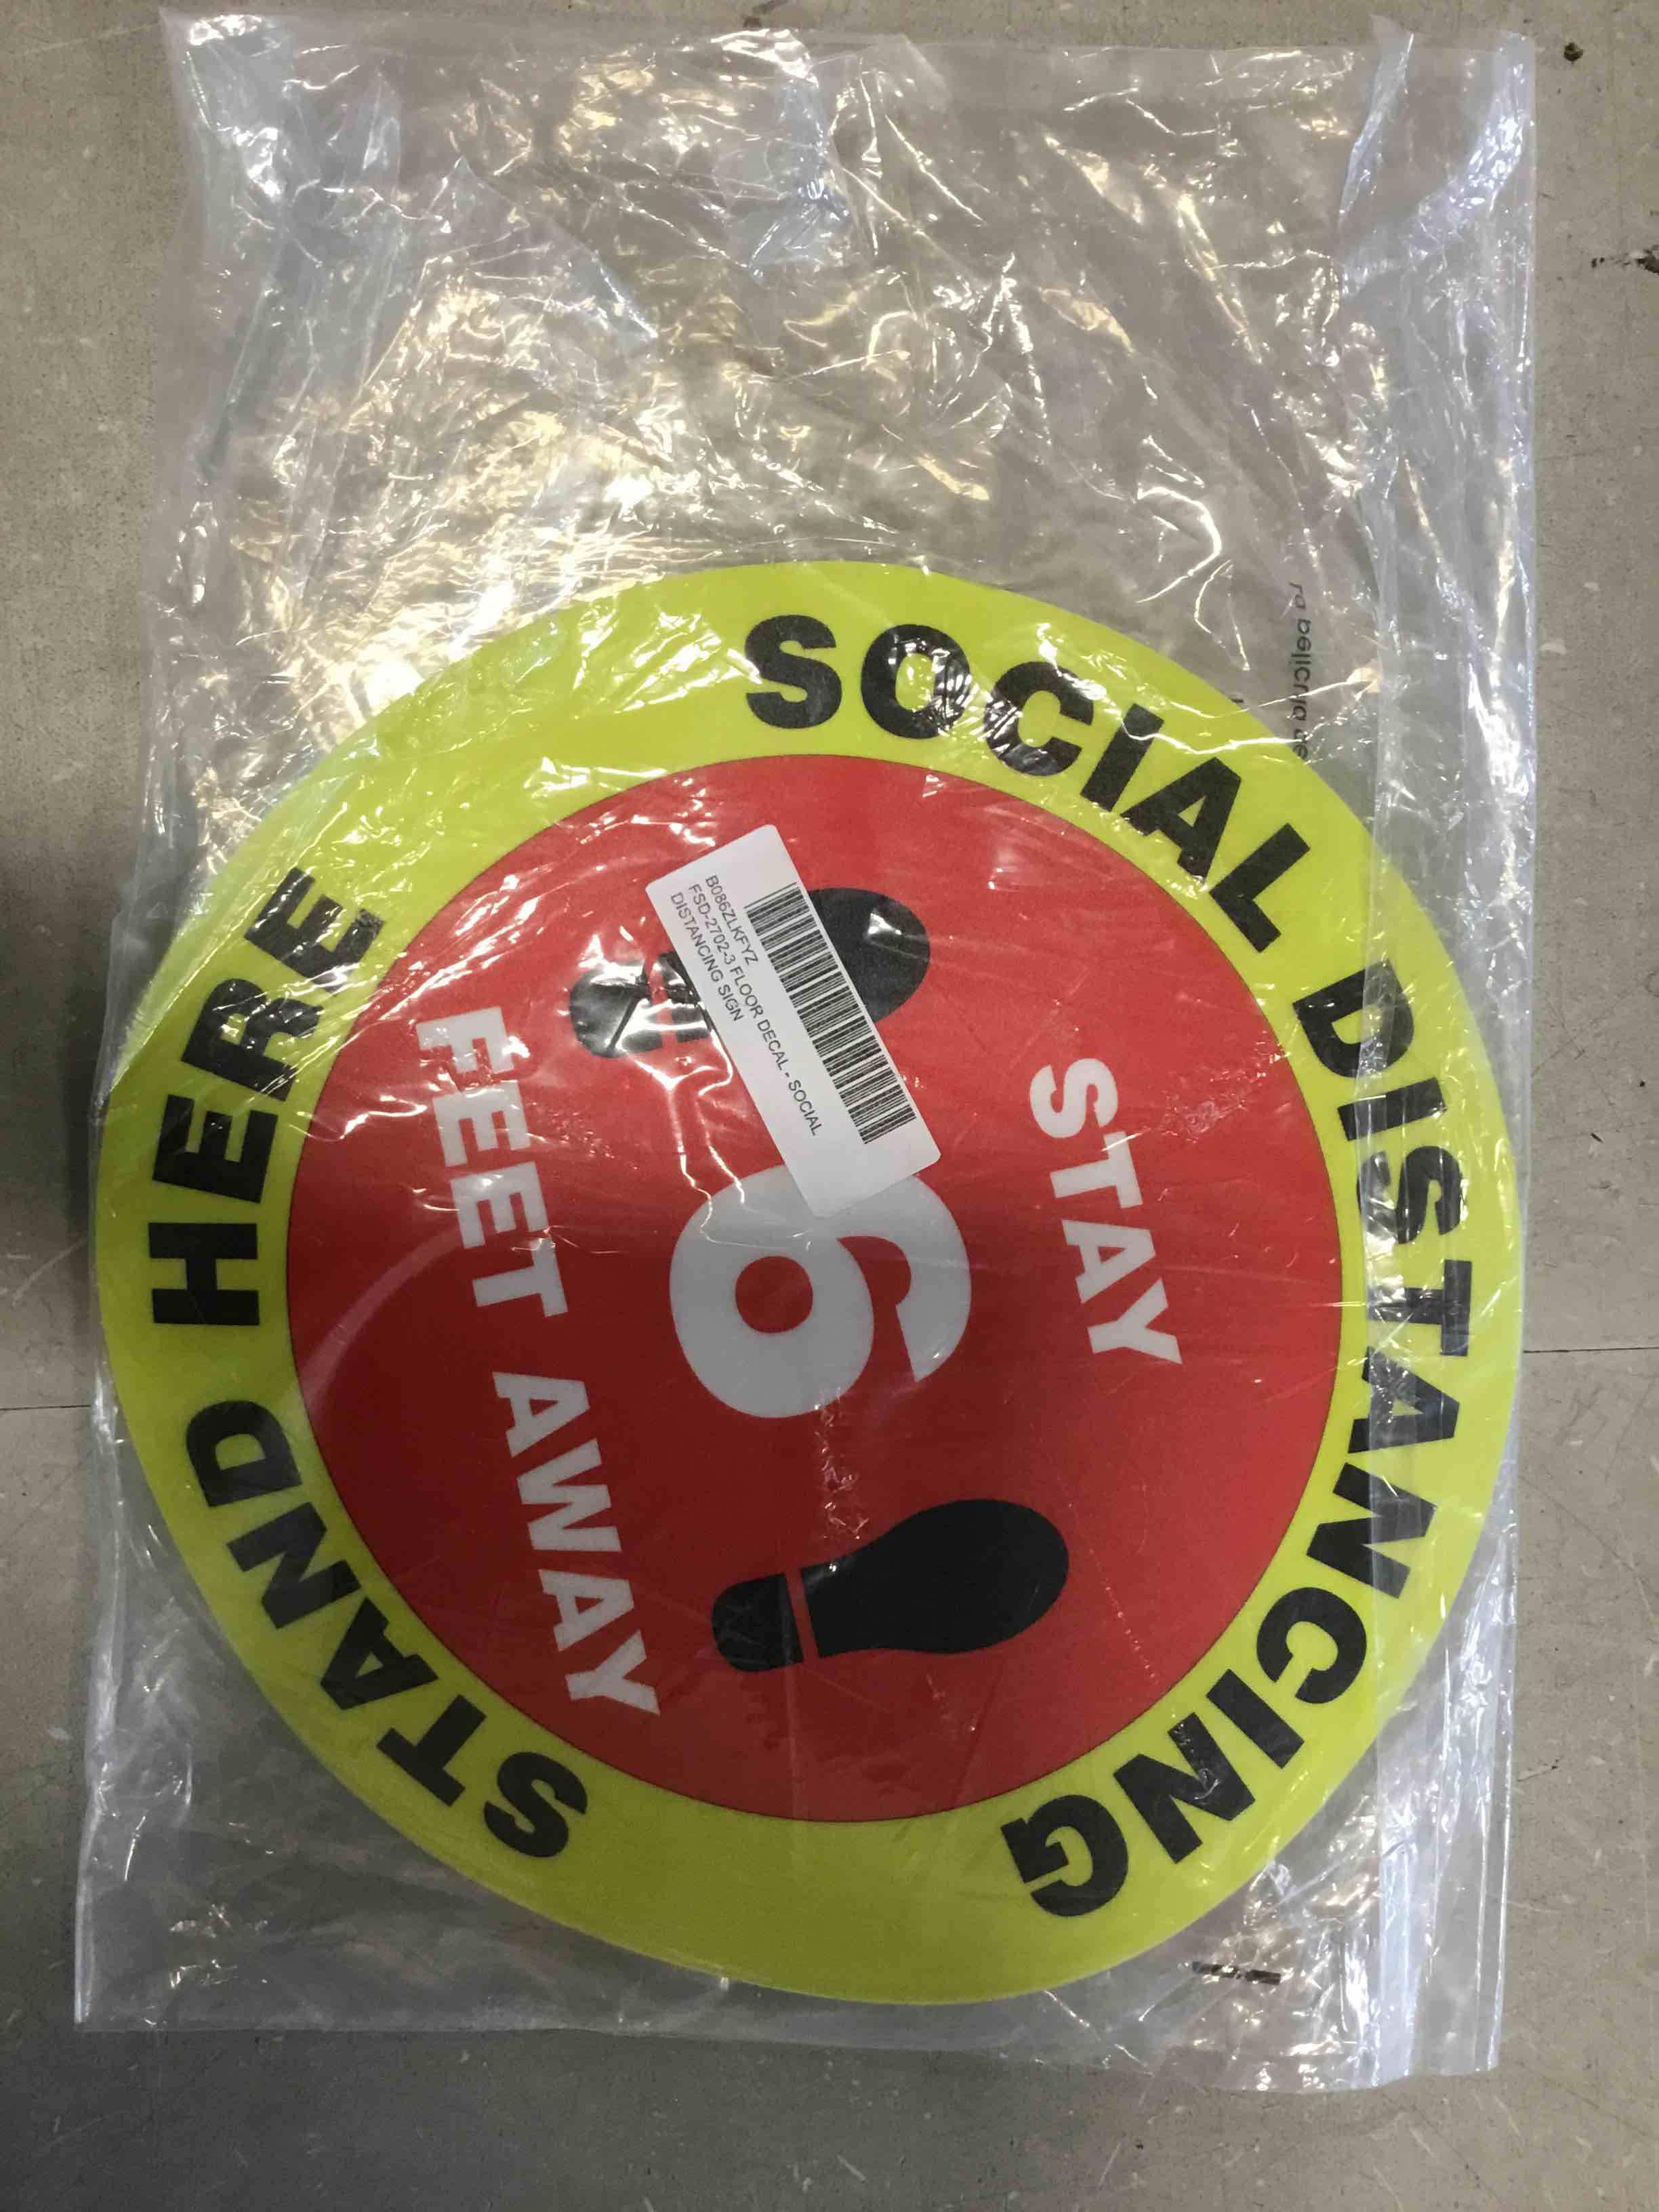 SOCIAL DISTANCING
STAY
6
FEET AWAY
STAND HERE
B086ZLKFYZ
FSD-2702-3 FLOOR DECAL - SOCIAL
DISTANCING SIGN